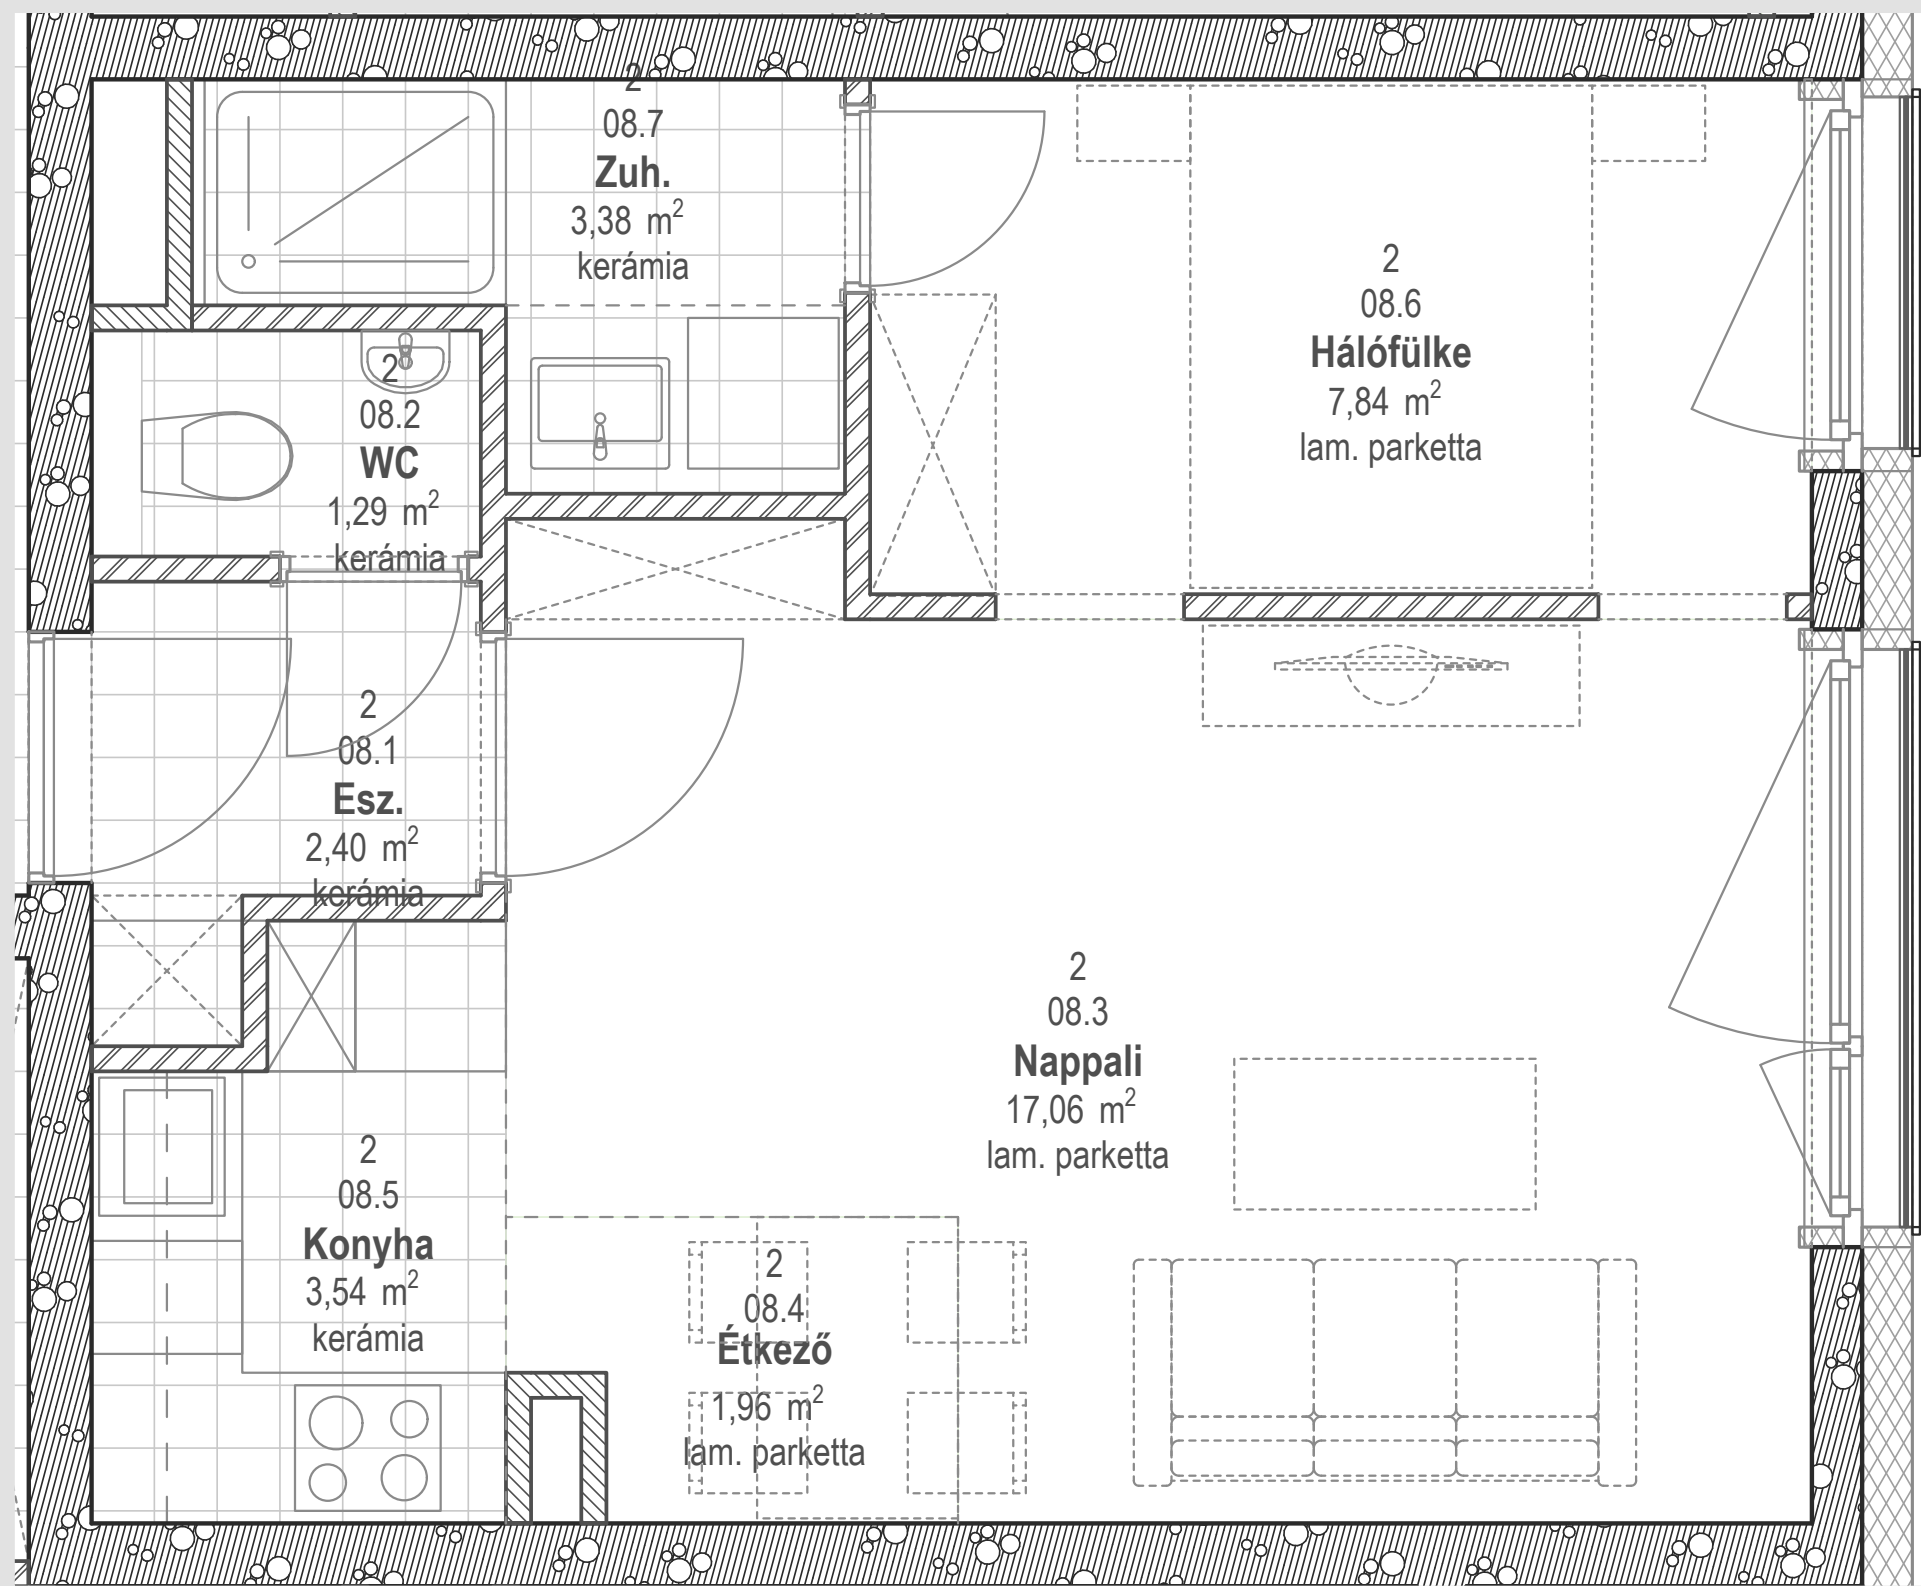 2
08.7
Zuh.
3,38 m²
kerámia
2
08.6
Hálófülke
7,84 m²
lam. parketta
2
08.2
WC
1,29 m²
kerámia
2
08.1
Esz.
2,40 m²
kerámia
2
08.3
Nappali
17,06 m²
lam. parketta
2
08.5
Konyha
3,54 m²
kerámia
2
08.4
Étkező
1,96 m²
lam. parketta